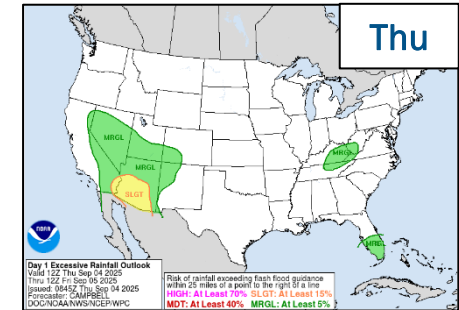 Thu
MRGL
MRGL
SLGT
MRGL
MRGL
NOAA
Day 1 Excessive Rainfall Outlook
Valid 12Z Thu Sep 04 2025
Thru 12Z Fri Sep 05 2025
Issued: 0845Z Thu Sep 04 2025
Forecaster: CAMPBELL
DOC/NOAA/NWS/NCEP/WPC
Risk of rainfall exceeding flash flood guidance
within 25 miles of a point to the right of a line
HIGH: At Least 70% SLGT: At Least 15%
MDT: At Least 40% MRGL: At Least 5%